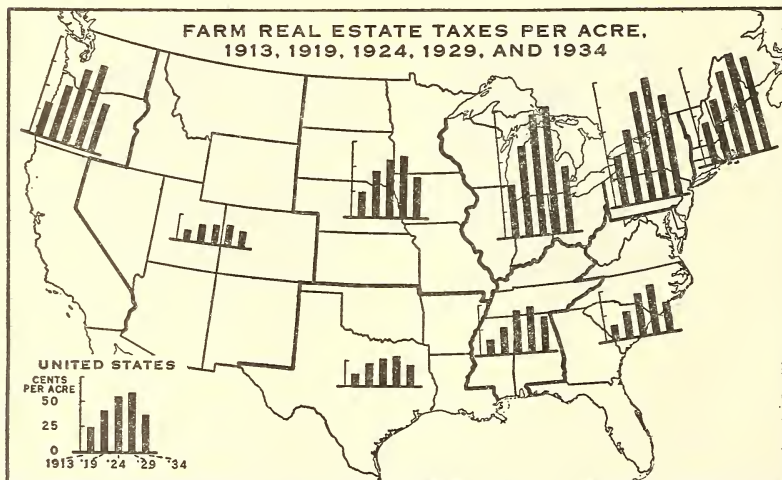 FARM REAL ESTATE TAXES PER ACRE,
1913, 1919, 1924, 1929, AND 1934
UNITED STATES
CENTS
PER ACRE
50
25
0
1913 '19 '24 '29 '34